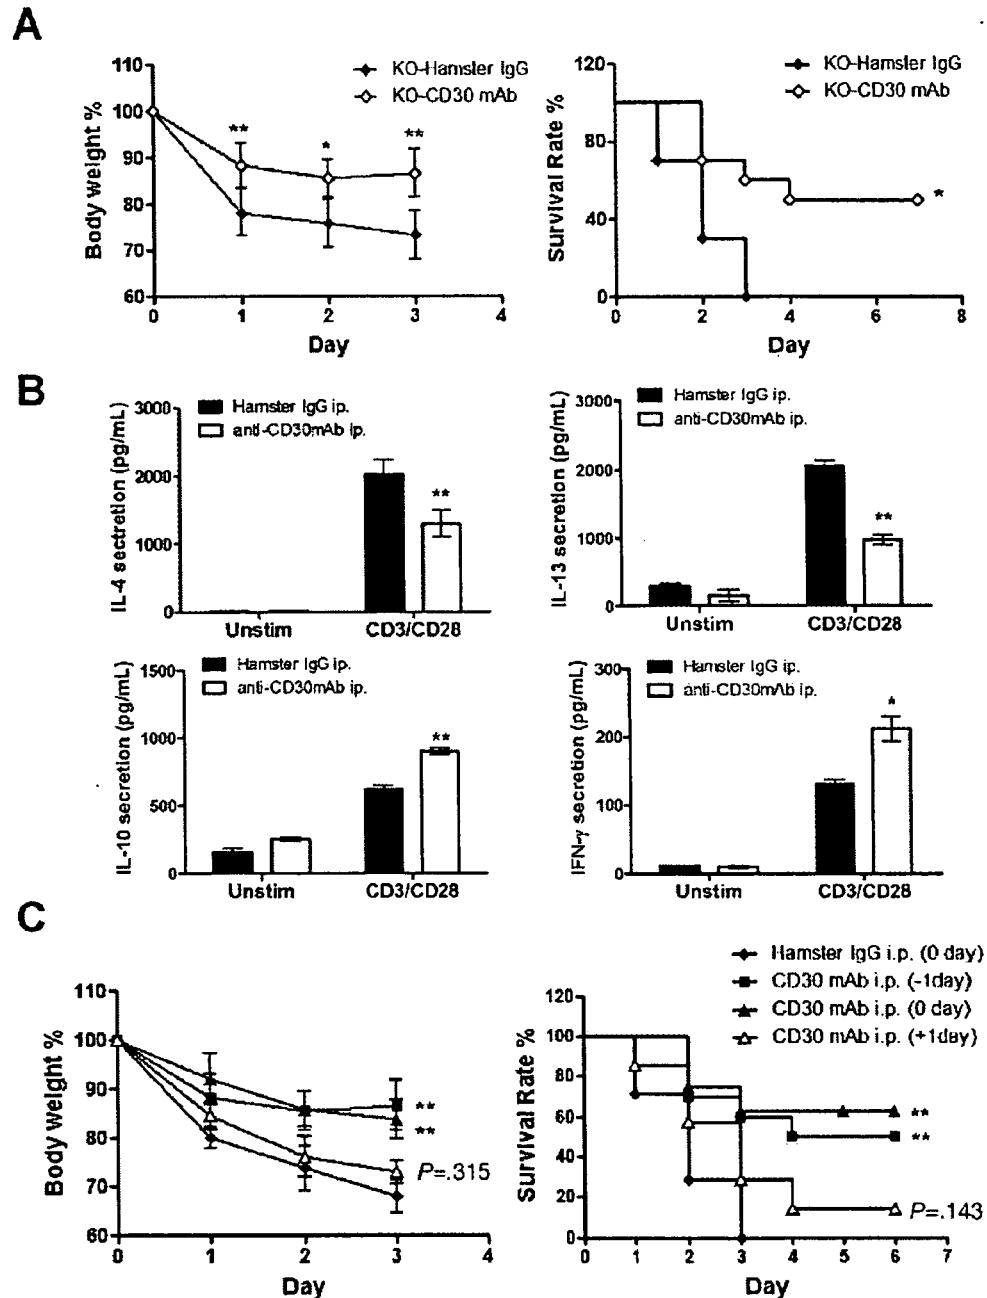 A
KO-Hamster IgG
KO-CD30 mAb
110
100
90
80
70
60
Body weight %
**
*
**
0
1
2
3
4
Day
KO-Hamster IgG
KO-CD30 mAb
120
80
40
0
Survival Rate %
*
0
2
4
6
8
Day
B
Hamster IgG ip.
anti-CD30mAb ip.
3000
2000
1000
0
IL-4 sectretion (pg/mL)
**
Unstim
CD3/CD28
Hamster IgG ip.
anti-CD30mAb ip.
3000
2000
1000
0
IL-13 secretion (pg/mL)
**
Unstim
CD3/CD28
Hamster IgG ip.
anti-CD30mAb ip.
1500
1000
500
0
IL-10 secretion (pg/mL)
**
Unstim
CD3/CD28
Hamster IgG ip.
anti-CD30mAb ip.
300
200
100
0
IFN-γ secretion (pg/mL)
*
Unstim
CD3/CD28
C
Hamster IgG i.p. (0 day)
CD30 mAb i.p. (-1day)
CD30 mAb i.p. (0 day)
CD30 mAb i.p. (+1day)
110
100
90
80
70
60
Body weight %
**
**
P=.315
0
1
2
3
4
Day
120
100
80
60
40
20
0
Survival Rate %
**
**
P=.143
0
1
2
3
4
5
6
7
Day